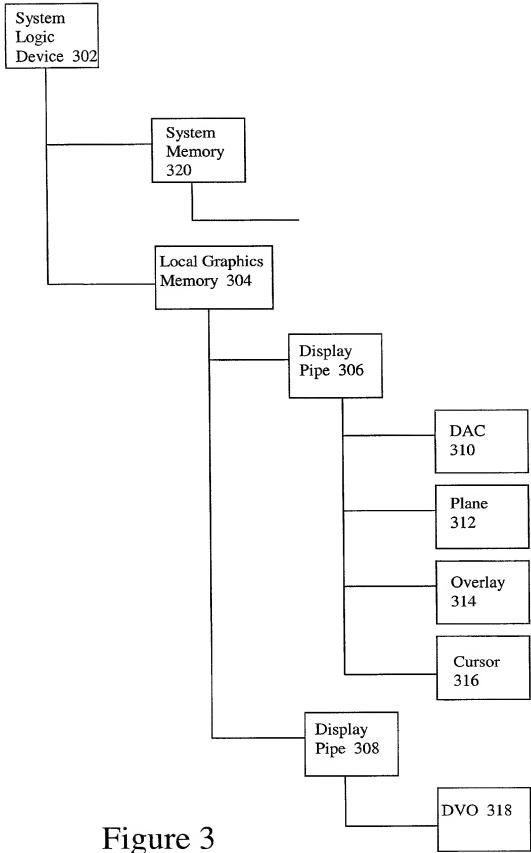 System
Logic
Device 302
System
Memory
320
Local Graphics
Memory 304
Display
Pipe 306
DAC
310
Plane
312
Overlay
314
Cursor
316
Display
Pipe 308
DVO 318
Figure 3